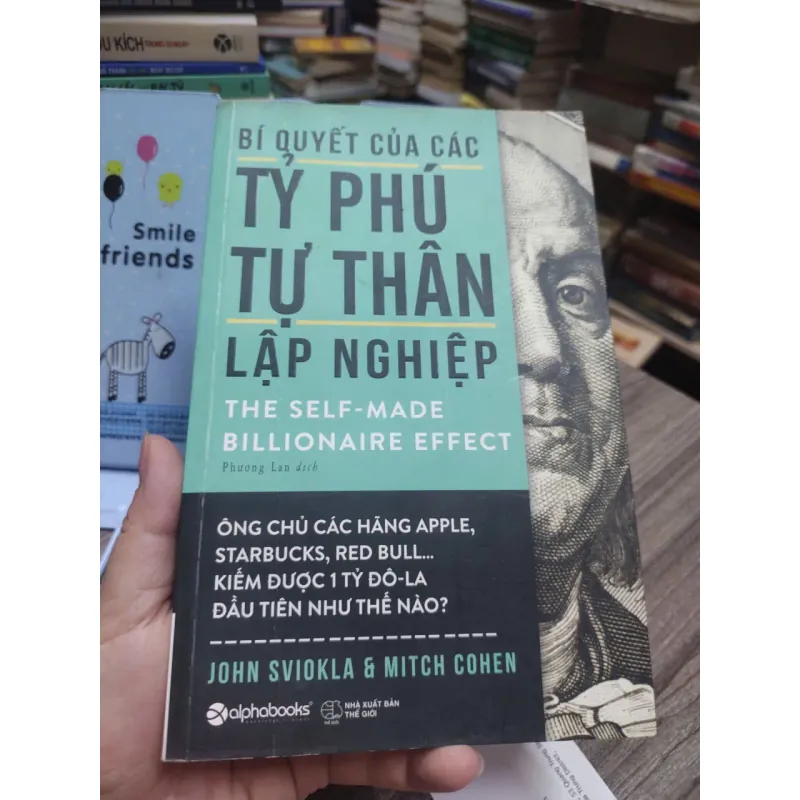 DU KÍCH
Smile
friends
BÍ QUYẾT CỦA CÁC
TỶ PHÚ
TỰ THÂN
LẬP NGHIỆP
THE SELF-MADE
BILLIONAIRE EFFECT
Phương Lan dịch
ÔNG CHỦ CÁC HÃNG APPLE,
STARBUCKS, RED BULL...
KIẾM ĐƯỢC 1 TỶ ĐÔ-LA
ĐẦU TIÊN NHƯ THẾ NÀO?
JOHN SVIOKLA & MITCH COHEN
alphabooks
NHÀ XUẤT BẢN
THẾ GIỚI